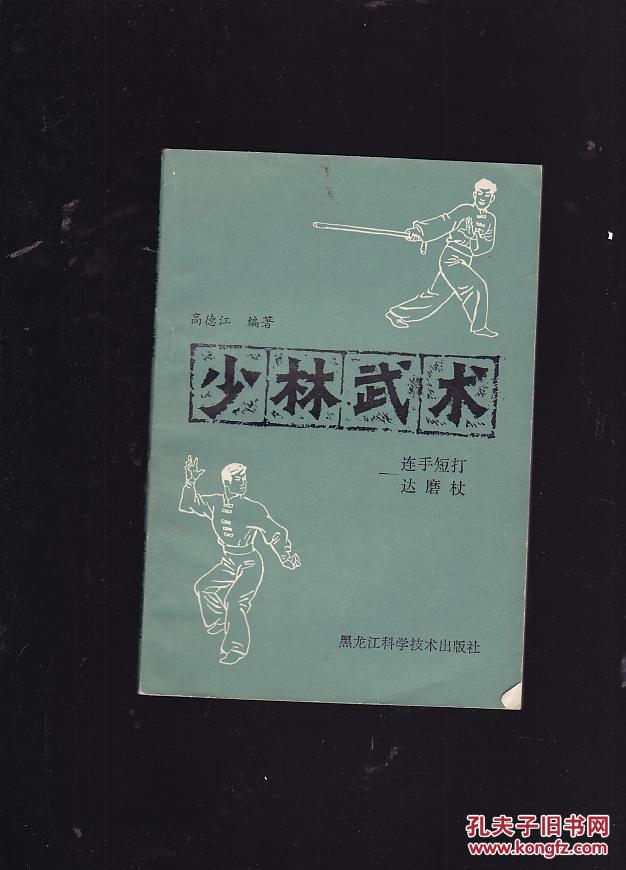 高德江 编著
少林武术
—连手短打
达磨杖
黑龙江科学技术出版社
孔夫子旧书网
www.kongfz.com